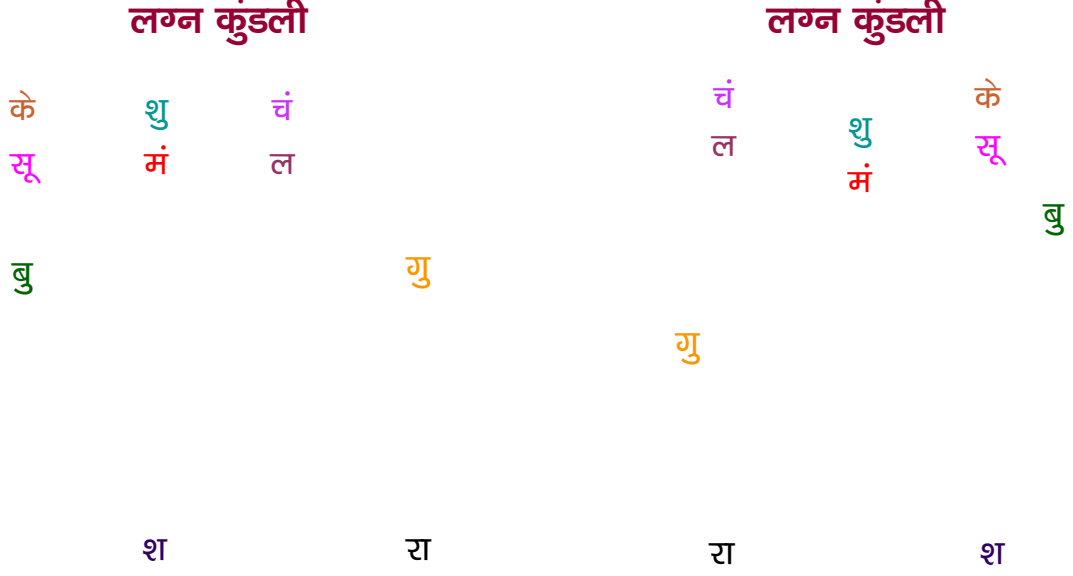 लग्न कुंडली
के शु चं
सू मं ल
बु गु
श रा
लग्न कुंडली
चं शु के
ल मं सू
बु
गु
रा श